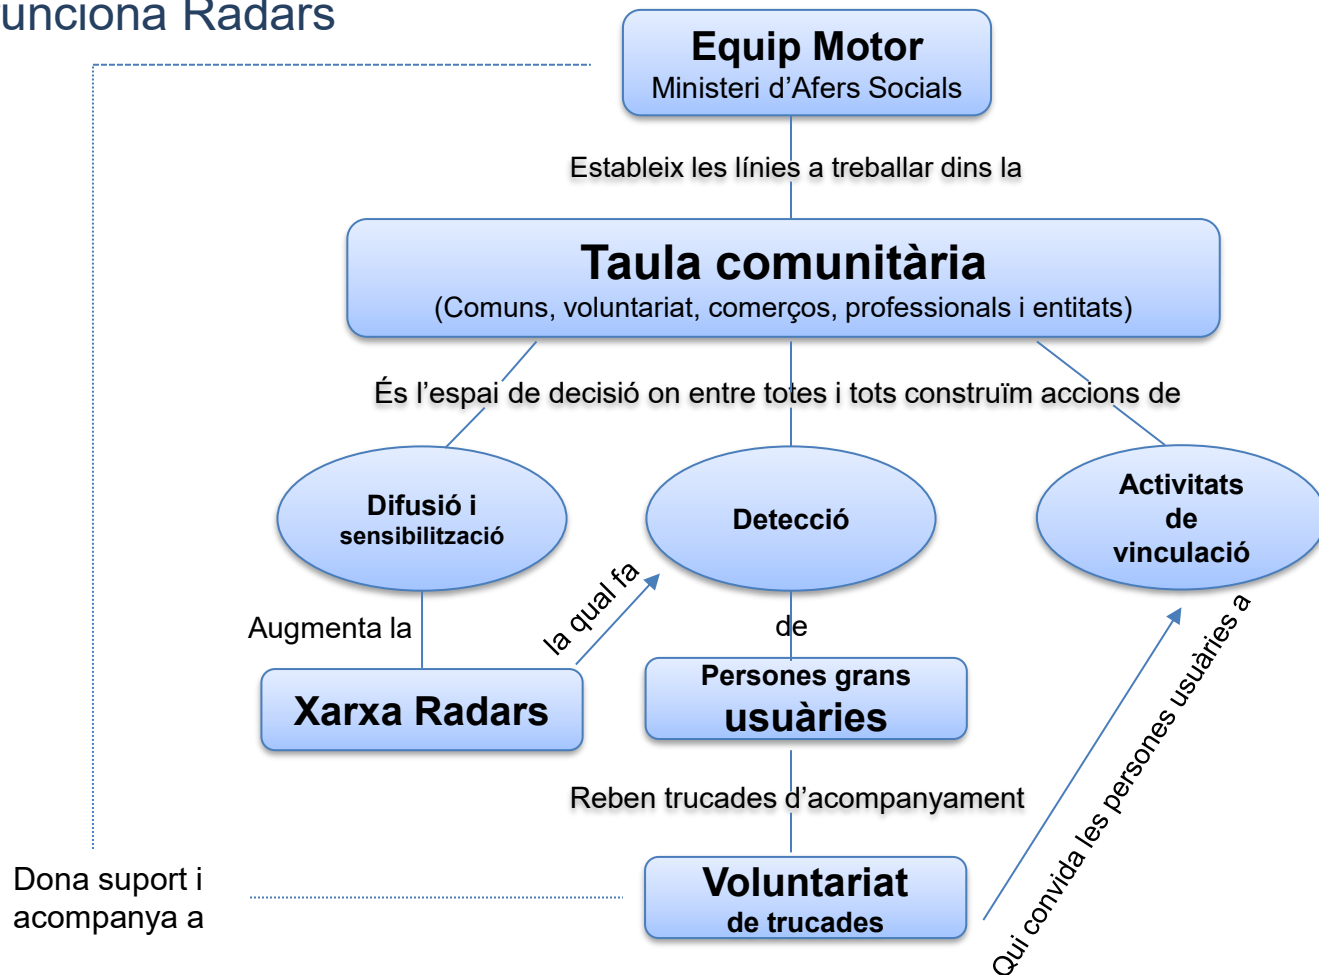 funciona Radars
Equip Motor
Ministeri d'Afers Socials
Estableix les línies a treballar dins la
Taula comunitària
(Comuns, voluntariat, comerços, professionals i entitats)
És l'espai de decisió on entre totes i tots construïm accions de
Difusió i
sensibilització
Detecció
Activitats
de
vinculació
Augmenta la
la qual fa
de
Xarxa Radars
Persones grans
usuàries
Reben trucades d'acompanyament
Qui convida les persones usuàries a
Voluntariat
de trucades
Dona suport i
acompanya a